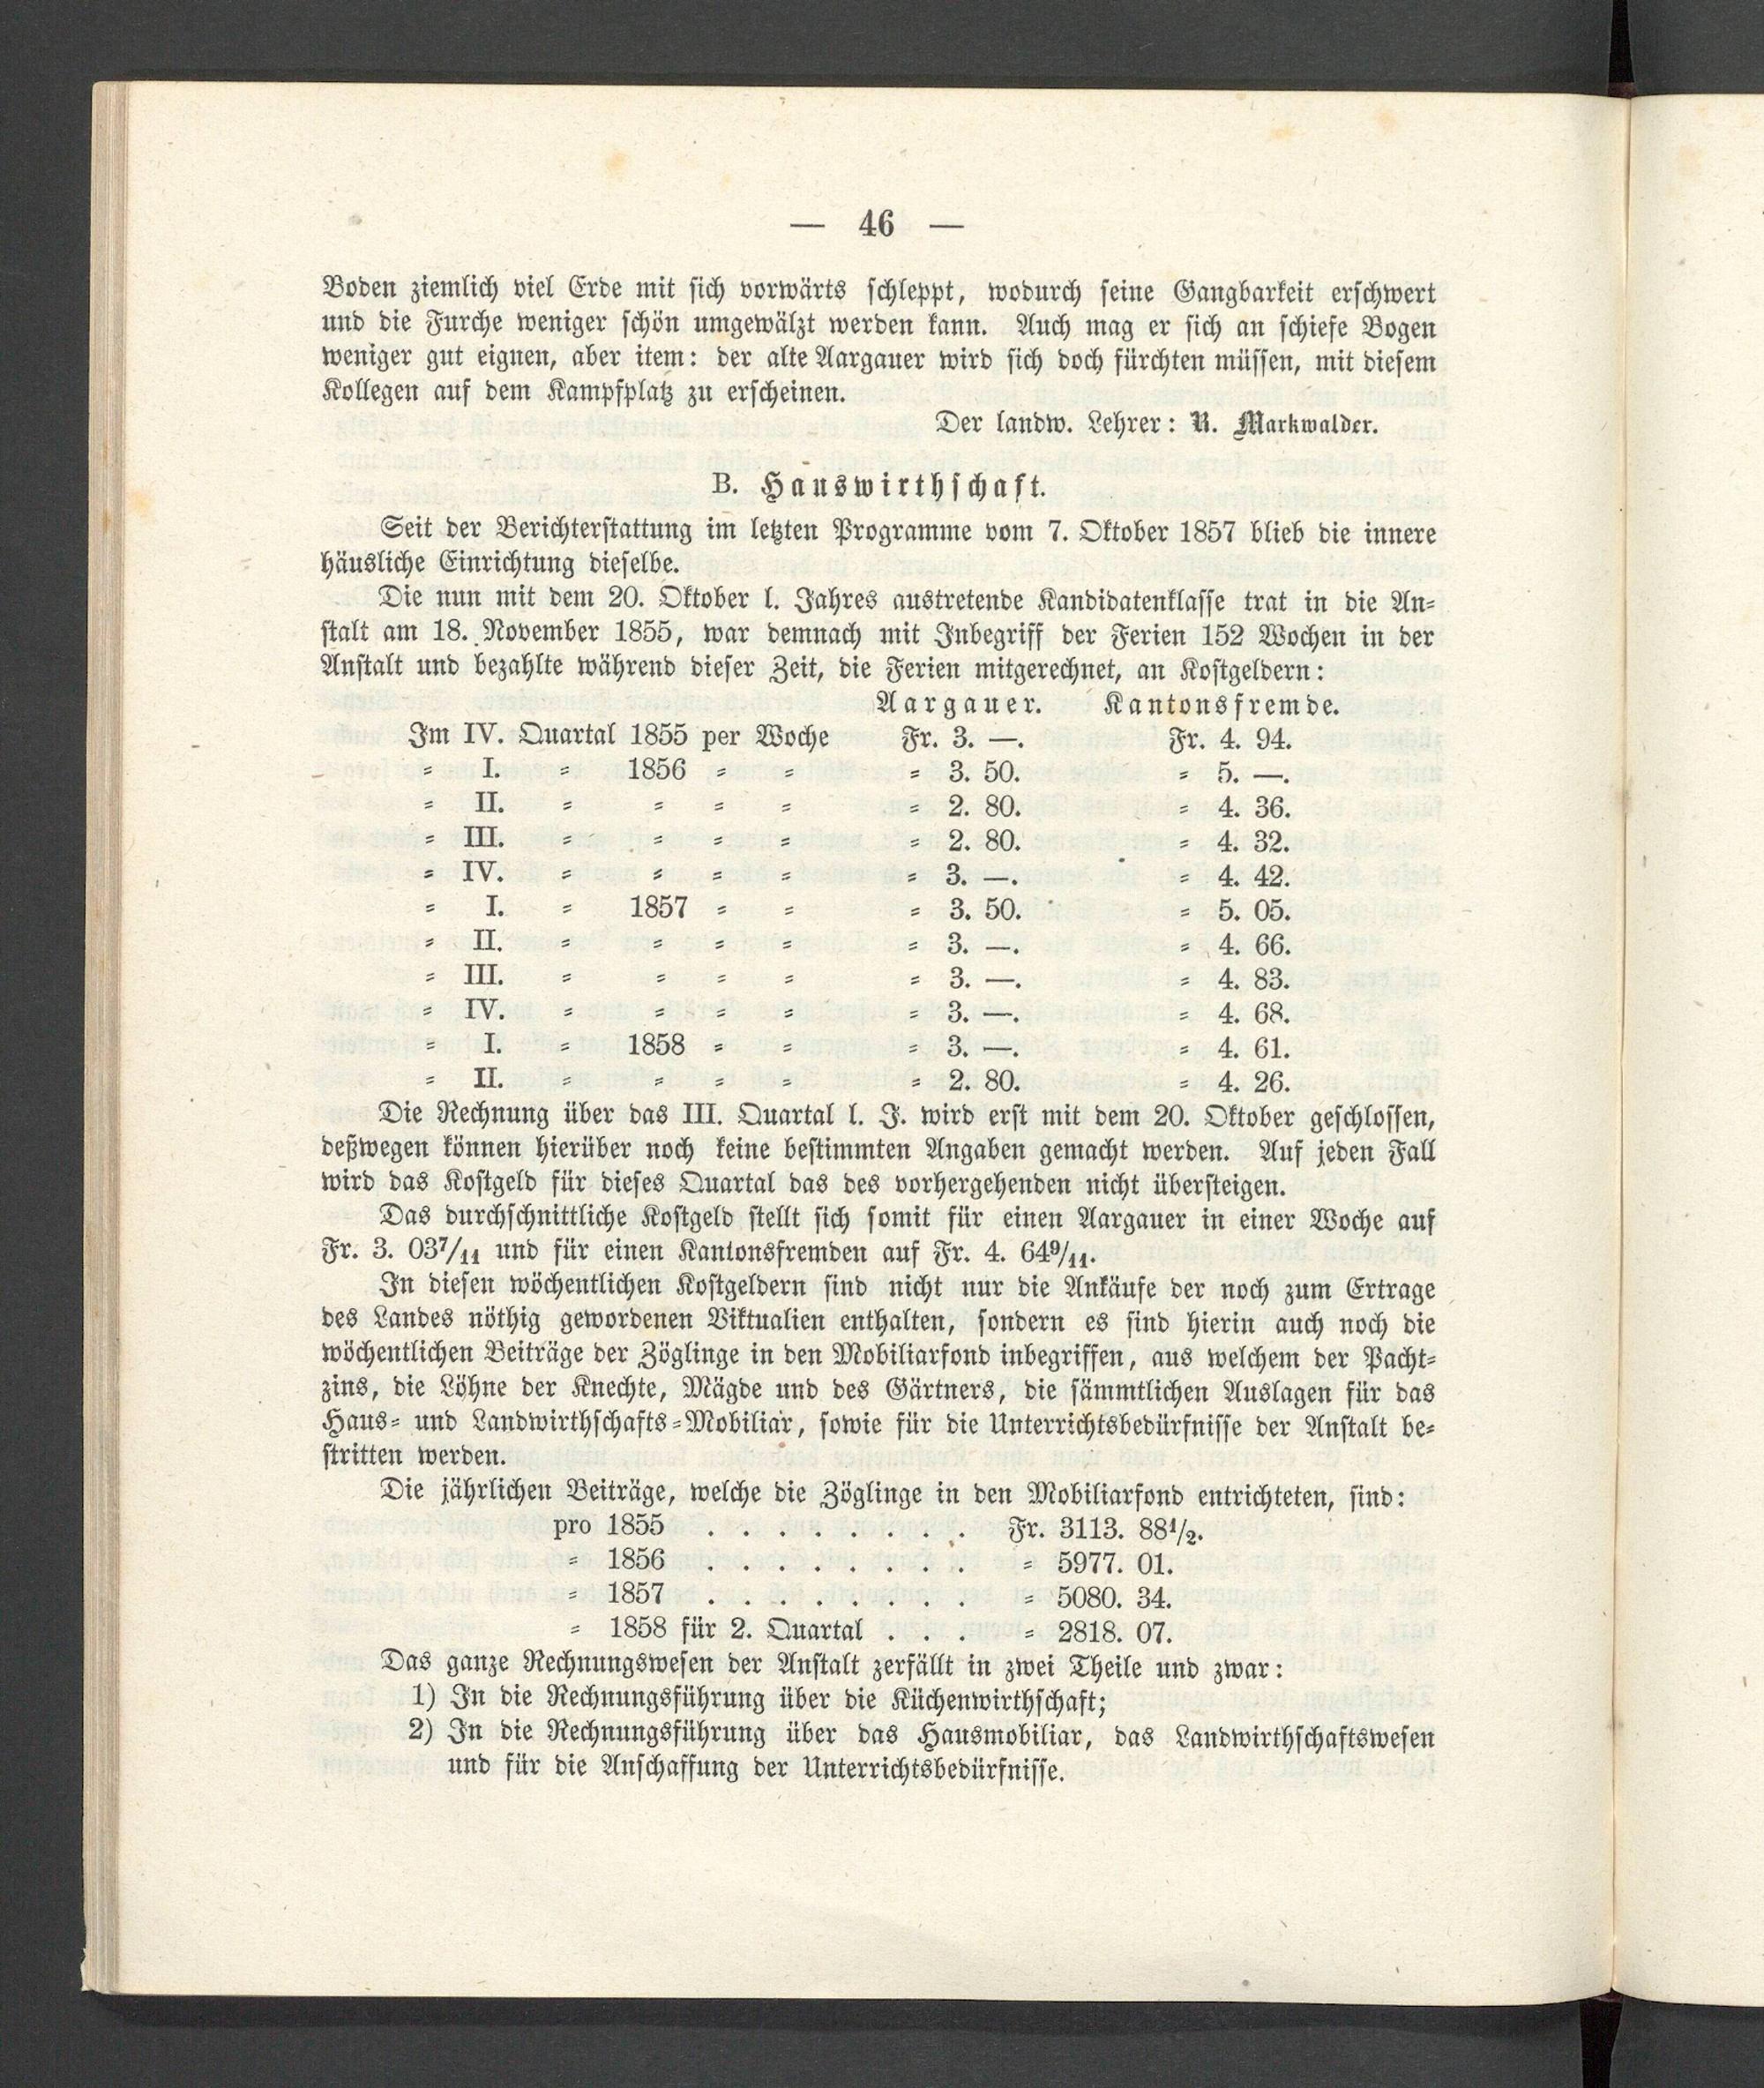 — 46 —
Boden ziemlich viel Erde mit sich vorwärts schleppt, wodurch seine Gangbarkeit erschwert
und die Furche weniger schön umgewälzt werden kann. Auch mag er sich an schiefe Bogen
weniger gut eignen, aber item: der alte Aargauer wird sich doch fürchten müssen, mit diesem
Kollegen auf dem Kampfplatz zu erscheinen.
Der landw. Lehrer: R. Markwalder.
B. Hauswirthschaft.
Seit der Berichterstattung im letzten Programme vom 7. Oktober 1857 blieb die innere
häusliche Einrichtung dieselbe.
Die nun mit dem 20. Oktober l. Jahres austretende Kandidatenklasse trat in die An=
stalt am 18. November 1855, war demnach mit Inbegriff der Ferien 152 Wochen in der
Anstalt und bezahlte während dieser Zeit, die Ferien mitgerechnet, an Kostgeldern:
Aargauer. Kantonsfremde.
Im IV. Quartal 1855 per Woche Fr. 3. —. Fr. 4. 94.
= I. = 1856 = = = 3. 50. = 5. —.
= II. = = = = = 2. 80. = 4. 36.
= III. = = = = = 2. 80. = 4. 32.
= IV. = = = = = 3. —. = 4. 42.
= I. = 1857 = = = 3. 50. = 5. 05.
= II. = = = = = 3. —. = 4. 66.
= III. = = = = = 3. —. = 4. 83.
= IV. = = = = = 3. —. = 4. 68.
= I. = 1858 = = = 3. —. = 4. 61.
= II. = = = = = 2. 80. = 4. 26.
Die Rechnung über das III. Quartal l. J. wird erst mit dem 20. Oktober geschlossen,
deßwegen können hierüber noch keine bestimmten Angaben gemacht werden. Auf jeden Fall
wird das Kostgeld für dieses Quartal das des vorhergehenden nicht übersteigen.
Das durchschnittliche Kostgeld stellt sich somit für einen Aargauer in einer Woche auf
Fr. 3. 03 7/11 und für einen Kantonsfremden auf Fr. 4. 64 9/11.
In diesen wöchentlichen Kostgeldern sind nicht nur die Ankäufe der noch zum Ertrage
des Landes nöthig gewordenen Viktualien enthalten, sondern es sind hierin auch noch die
wöchentlichen Beiträge der Zöglinge in den Mobiliarfond inbegriffen, aus welchem der Pacht=
zins, die Löhne der Knechte, Mägde und des Gärtners, die sämmtlichen Auslagen für das
Haus= und Landwirthschafts=Mobiliar, sowie für die Unterrichtsbedürfnisse der Anstalt be=
stritten werden.
Die jährlichen Beiträge, welche die Zöglinge in den Mobiliarfond entrichteten, sind:
pro 1855 . . . . . . . . Fr. 3113. 88 1/2.
= 1856 . . . . . . . . = 5977. 01.
= 1857 . . . . . . . . = 5080. 34.
= 1858 für 2. Quartal . . . = 2818. 07.
Das ganze Rechnungswesen der Anstalt zerfällt in zwei Theile und zwar:
1) In die Rechnungsführung über die Küchenwirthschaft;
2) In die Rechnungsführung über das Hausmobiliar, das Landwirthschaftswesen
und für die Anschaffung der Unterrichtsbedürfnisse.